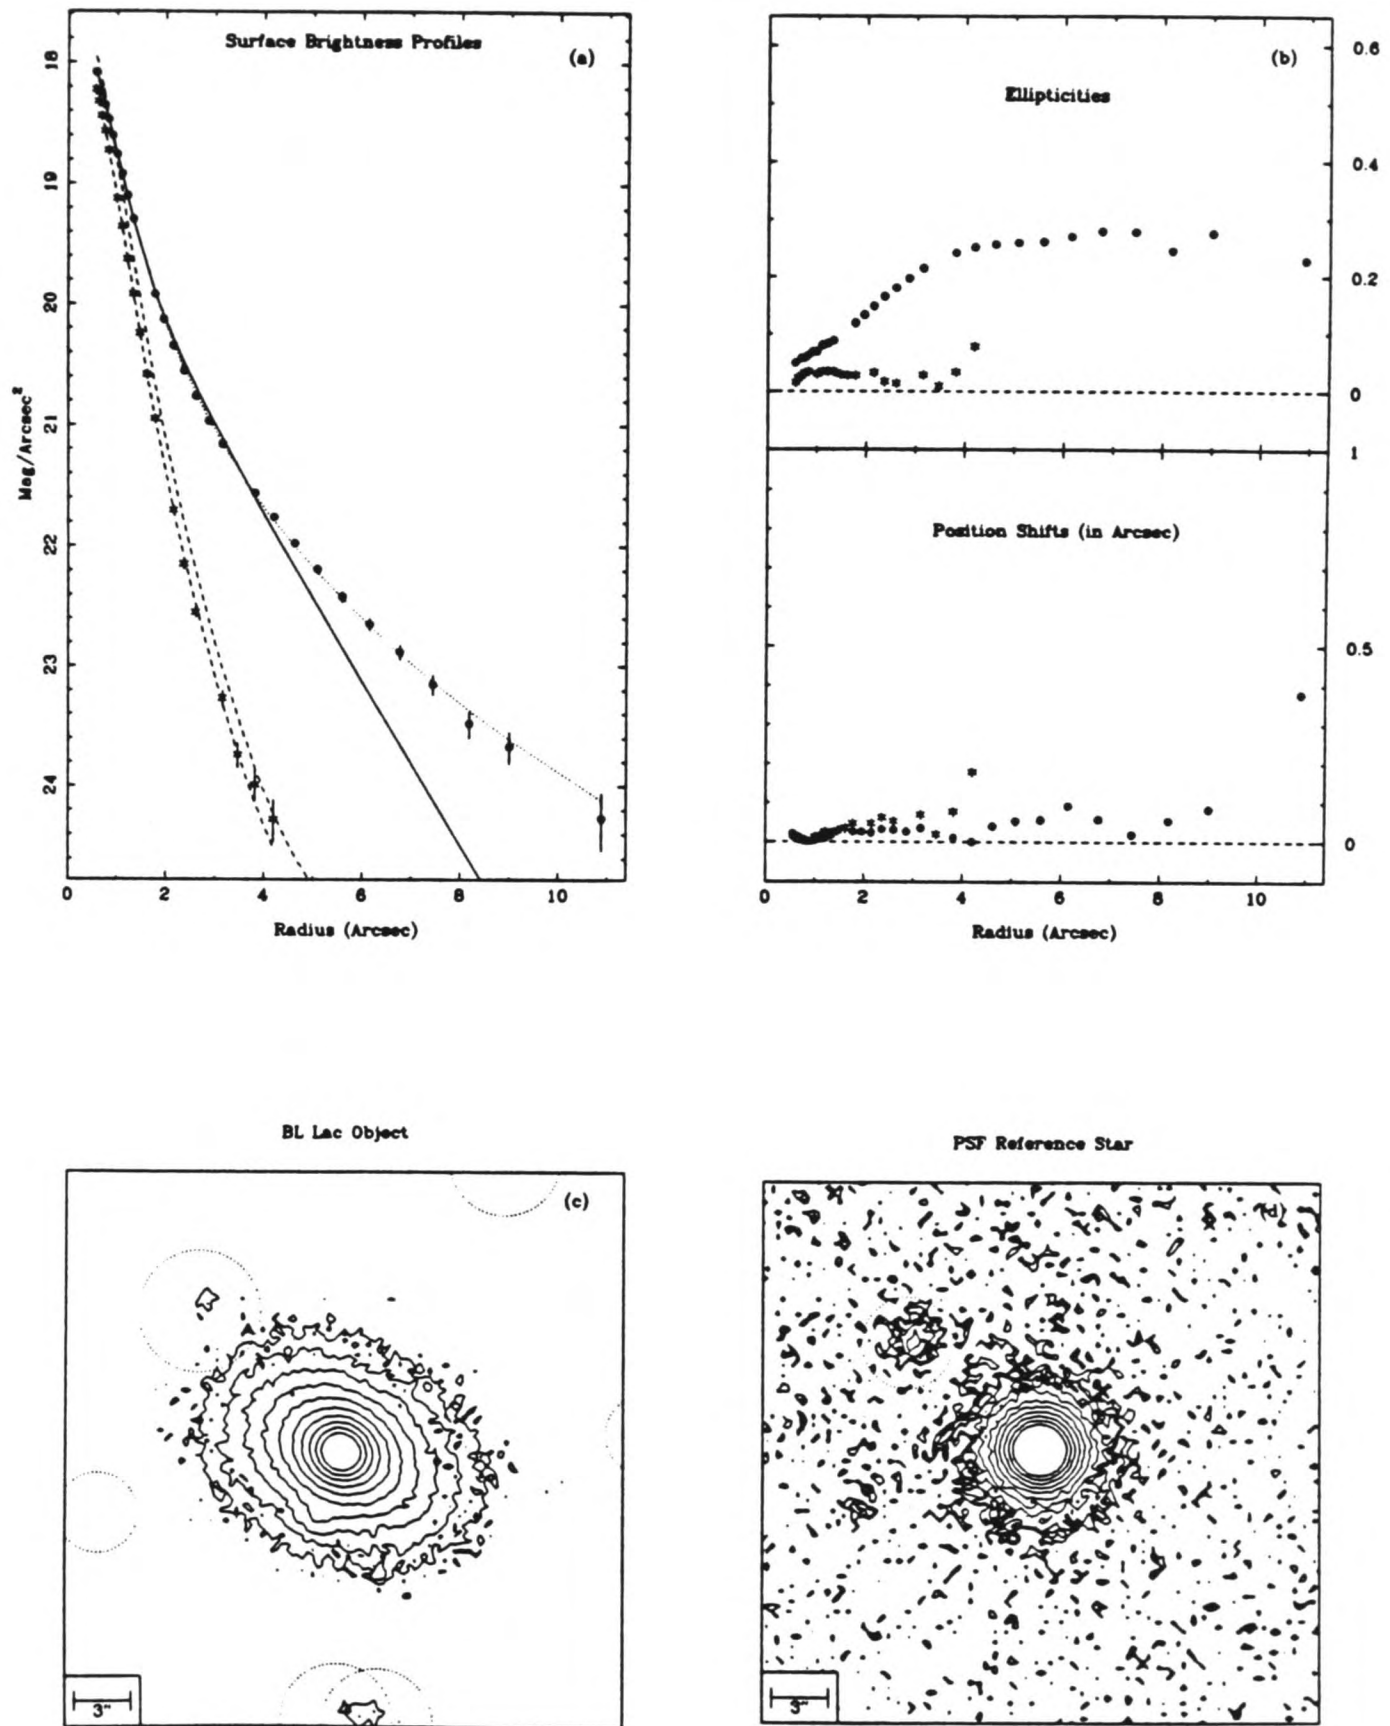 Surface Brightness Profiles
(a)
18
19
20
21
22
23
24
Mag/Arcsec²
0 2 4 6 8 10
Radius (Arcsec)
(b)
Ellipticities
0.6
0.4
0.2
0
1
Position Shifts (in Arcsec)
0.5
0
0 2 4 6 8 10
Radius (Arcsec)
BL Lac Object
(c)
3"
PSF Reference Star
(d)
3"